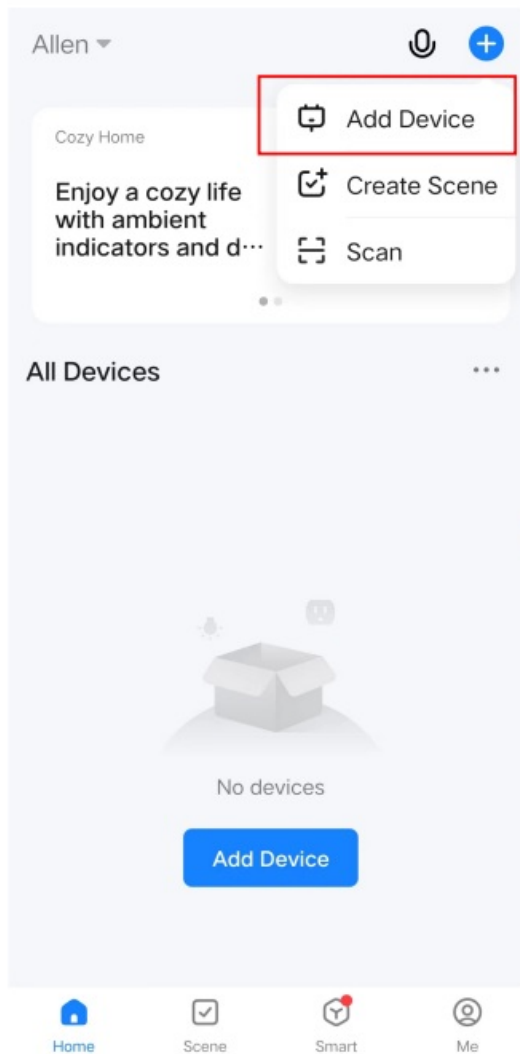 Allen
Add Device
Cozy Home
Enjoy a cozy life
with ambient
indicators and d···
Create Scene
Scan
All Devices
No devices
Add Device
Home
Scene
Smart
Me